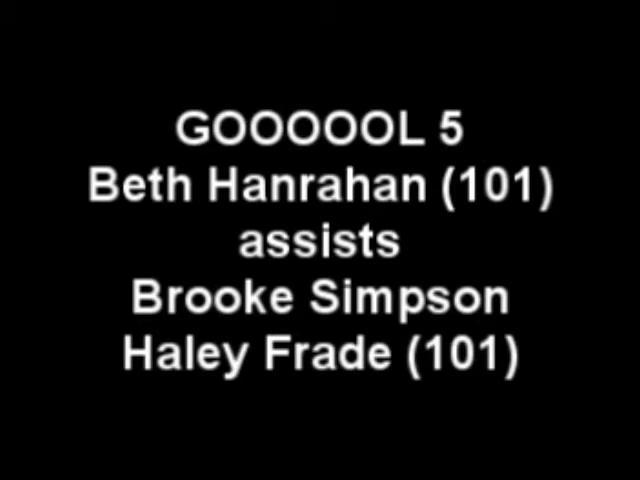 GOOOOOL 5
Beth Hanrahan (101)
assists
Brooke Simpson
Haley Frade (101)